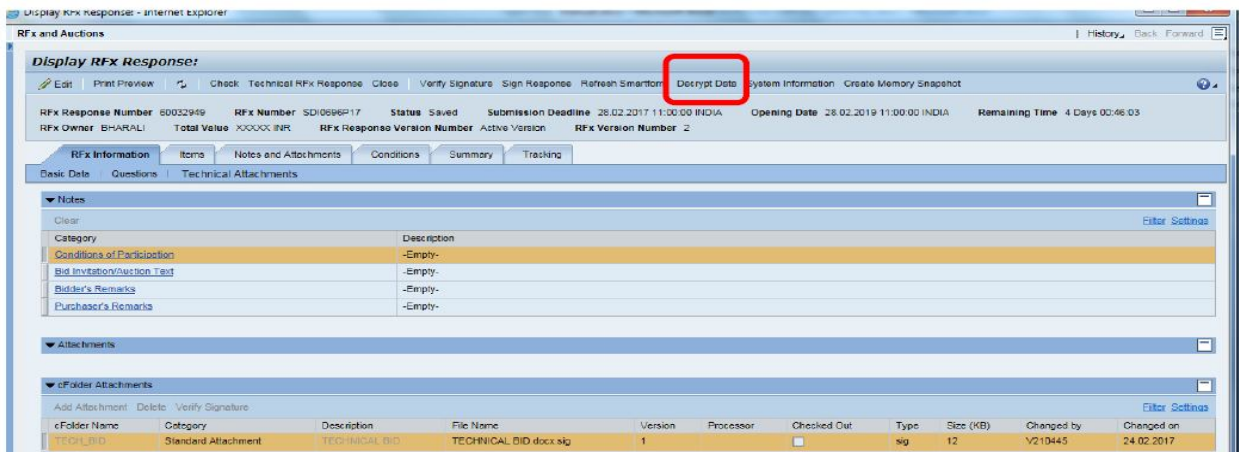 Display RFx Response: - Internet Explorer
RFx and Auctions
History Back Forward
Display RFx Response:
Edit Print Preview Check Technical RFx Response Close Verify Signature Sign Response Refresh Smartform Decrypt Data System Information Create Memory Snapshot
RFx Response Number 60032949 RFx Number SDI0696P17 Status Saved Submission Deadline 28.02.2017 11:00:00 INDIA Opening Date 28.02.2019 11:00:00 INDIA Remaining Time 4 Days 00:46:03
RFx Owner BHARALI Total Value XXXXX INR RFx Response Version Number Active Version RFx Version Number 2
RFx Information Items Notes and Attachments Conditions Summary Tracking
Basic Data Questions Technical Attachments
Notes
Clear Filter Settings
Category Description
Conditions of Participation -Empty-
Bid Invitation/Auction Text -Empty-
Bidder's Remarks -Empty-
Purchaser's Remarks -Empty-
Attachments
cFolder Attachments
Add Attachment Delete Verify Signature Filter Settings
cFolder Name Category Description File Name Version Processor Checked Out Type Size (KB) Changed by Changed on
TECH_BID Standard Attachment TECHNICAL BID TECHNICAL BID.docx.sig 1 sig 12 V210445 24.02.2017